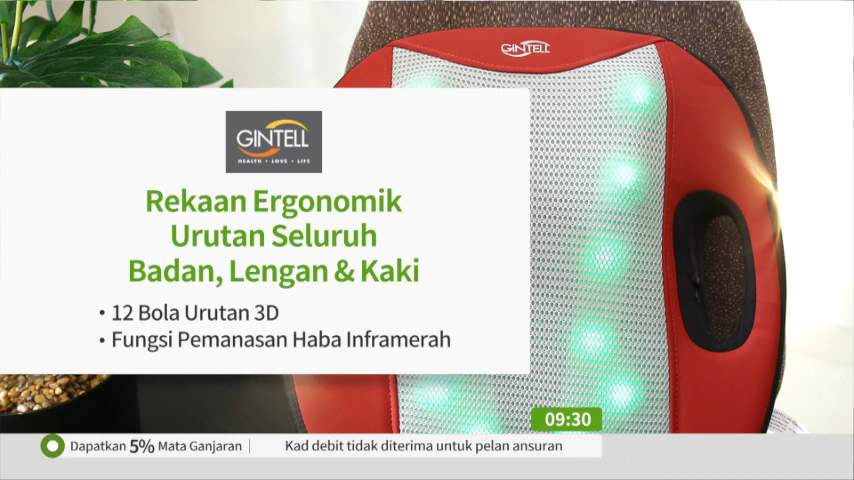 GINTELL
GINTELL
HEALTH • LOVE • LIFE
Rekaan Ergonomik
Urutan Seluruh
Badan, Lengan & Kaki
• 12 Bola Urutan 3D
• Fungsi Pemanasan Haba Inframerah
09:30
Dapatkan 5% Mata Ganjaran | Kad debit tidak diterima untuk pelan ansuran